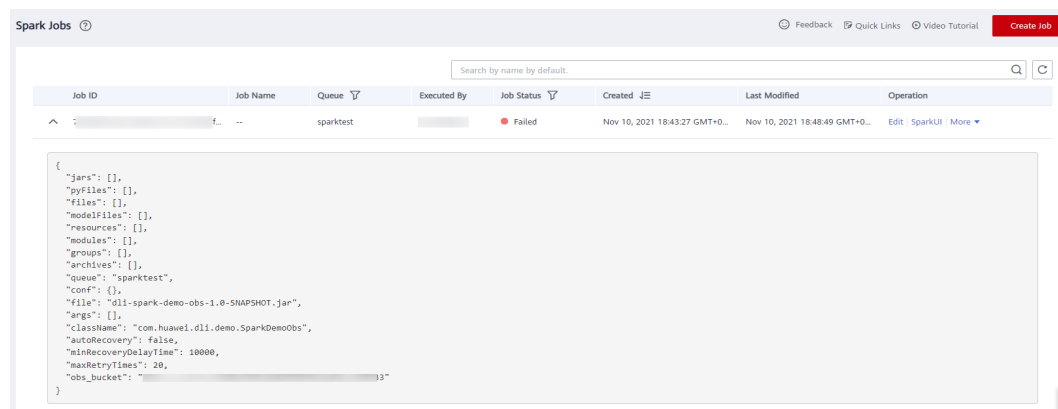 Spark Jobs
Feedback Quick Links Video Tutorial Create Job
Search by name by default.
Job ID Job Name Queue Executed By Job Status Created Last Modified Operation
7 f... -- sparktest Failed Nov 10, 2021 18:43:27 GMT+0... Nov 10, 2021 18:48:49 GMT+0... Edit | SparkUI | More
{
"jars": [],
"pyFiles": [],
"files": [],
"modelFiles": [],
"resources": [],
"modules": [],
"groups": [],
"archives": [],
"queue": "sparktest",
"conf": {},
"file": "dli-spark-demo-obs-1.0-SNAPSHOT.jar",
"args": [],
"className": "com.huawei.dli.demo.SparkDemoObs",
"autoRecovery": false,
"minRecoveryDelayTime": 10000,
"maxRetryTimes": 20,
"obs_bucket": " 33"
}